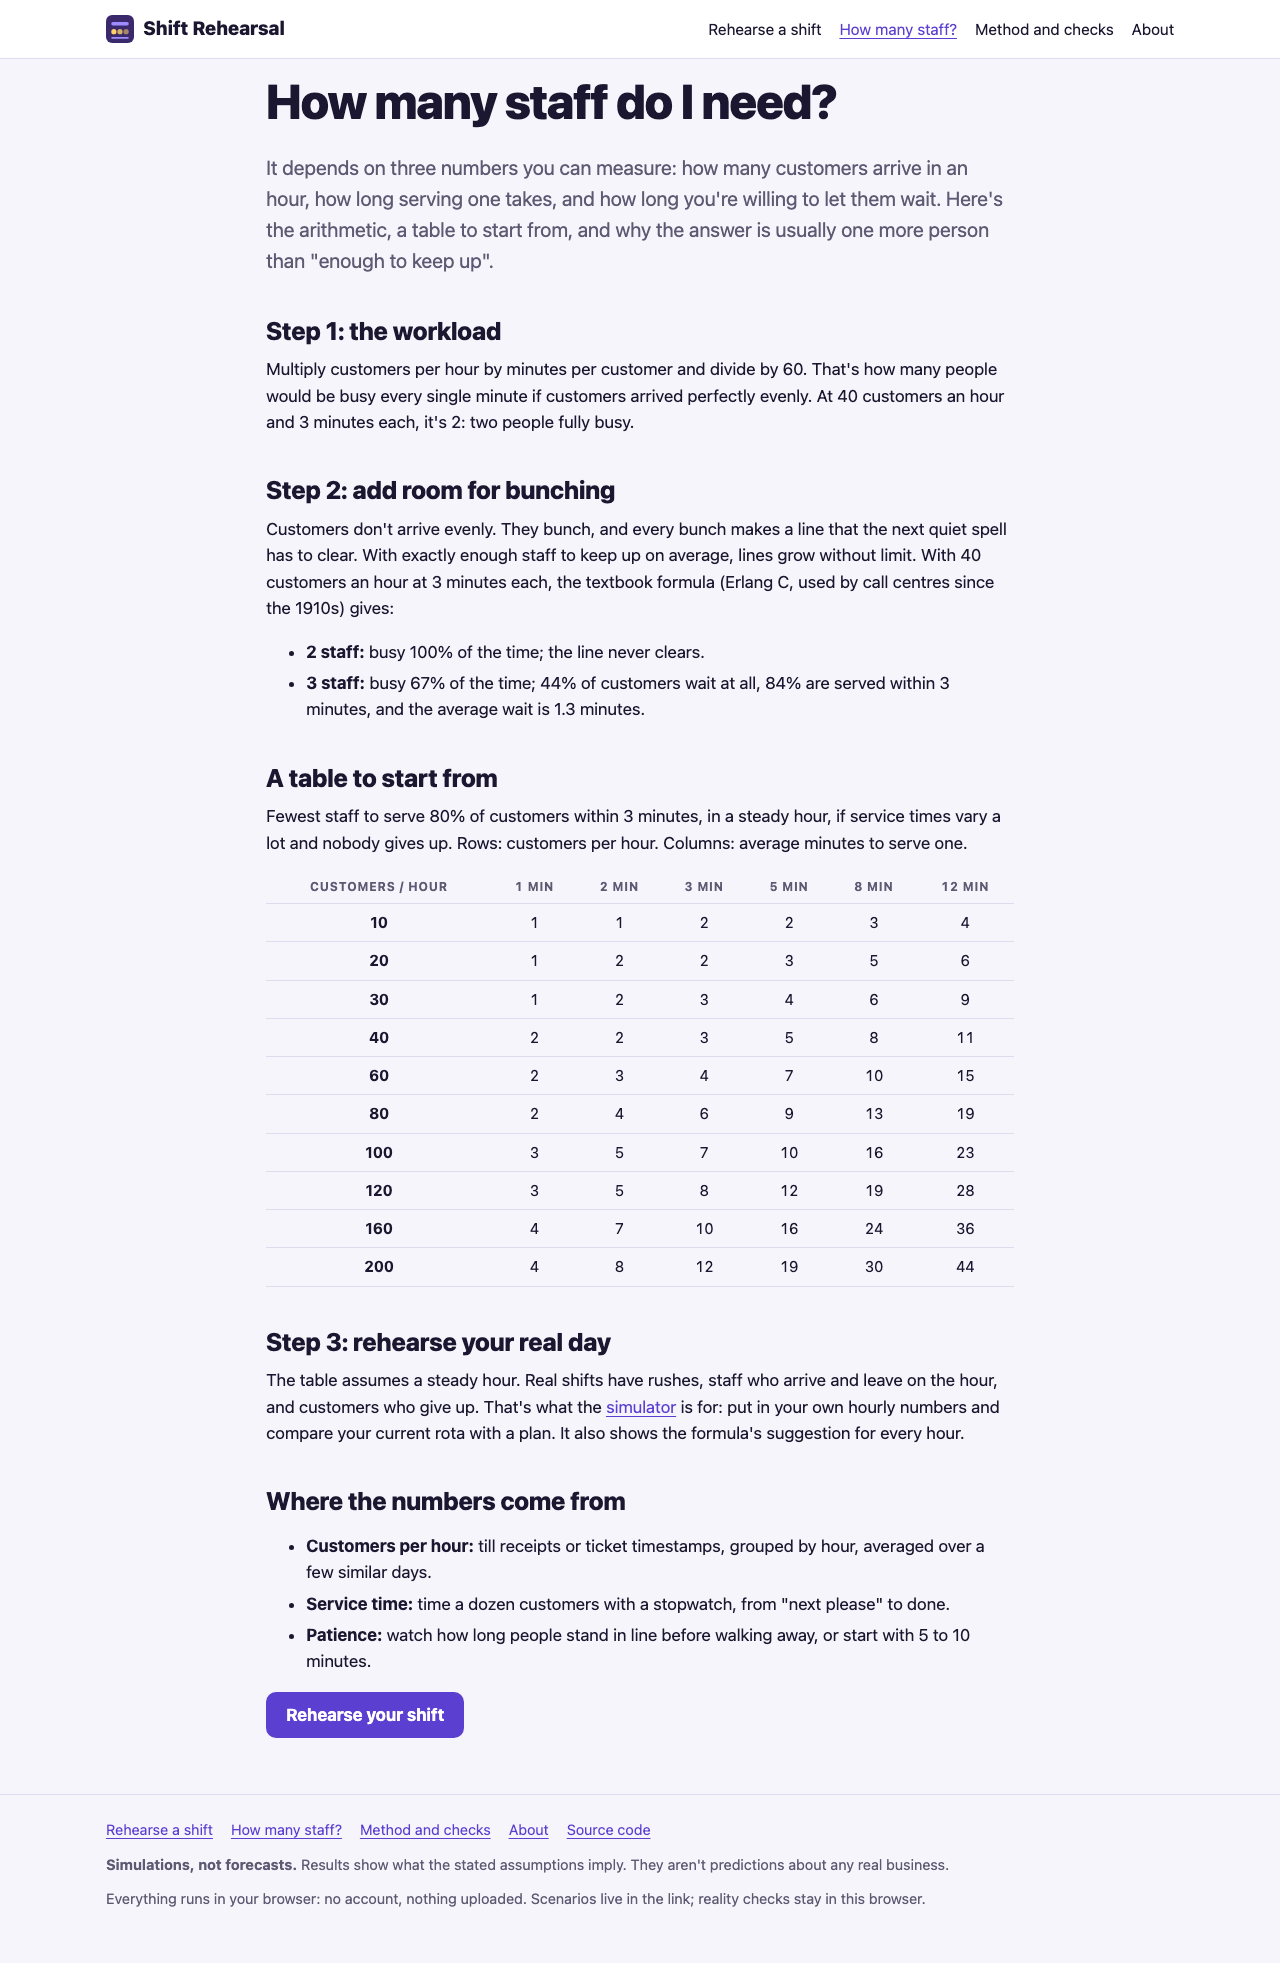 Shift Rehearsal
Rehearse a shift How many staff? Method and checks About
How many staff do I need?
It depends on three numbers you can measure: how many customers arrive in an
hour, how long serving one takes, and how long you're willing to let them wait. Here's
the arithmetic, a table to start from, and why the answer is usually one more person
than "enough to keep up".
Step 1: the workload
Multiply customers per hour by minutes per customer and divide by 60. That's how many people
would be busy every single minute if customers arrived perfectly evenly. At 40 customers an hour
and 3 minutes each, it's 2: two people fully busy.
Step 2: add room for bunching
Customers don't arrive evenly. They bunch, and every bunch makes a line that the next quiet spell
has to clear. With exactly enough staff to keep up on average, lines grow without limit. With 40
customers an hour at 3 minutes each, the textbook formula (Erlang C, used by call centres since
the 1910s) gives:
• 2 staff: busy 100% of the time; the line never clears.
• 3 staff: busy 67% of the time; 44% of customers wait at all, 84% are served within 3
minutes, and the average wait is 1.3 minutes.
A table to start from
Fewest staff to serve 80% of customers within 3 minutes, in a steady hour, if service times vary a
lot and nobody gives up. Rows: customers per hour. Columns: average minutes to serve one.
CUSTOMERS / HOUR 1 MIN 2 MIN 3 MIN 5 MIN 8 MIN 12 MIN
10 1 1 2 2 3 4
20 1 2 2 3 5 6
30 1 2 3 4 6 9
40 2 2 3 5 8 11
60 2 3 4 7 10 15
80 2 4 6 9 13 19
100 3 5 7 10 16 23
120 3 5 8 12 19 28
160 4 7 10 16 24 36
200 4 8 12 19 30 44
Step 3: rehearse your real day
The table assumes a steady hour. Real shifts have rushes, staff who arrive and leave on the hour,
and customers who give up. That's what the simulator is for: put in your own hourly numbers and
compare your current rota with a plan. It also shows the formula's suggestion for every hour.
Where the numbers come from
• Customers per hour: till receipts or ticket timestamps, grouped by hour, averaged over a
few similar days.
• Service time: time a dozen customers with a stopwatch, from "next please" to done.
• Patience: watch how long people stand in line before walking away, or start with 5 to 10
minutes.
Rehearse your shift
Rehearse a shift How many staff? Method and checks About Source code
Simulations, not forecasts. Results show what the stated assumptions imply. They aren't predictions about any real business.
Everything runs in your browser: no account, nothing uploaded. Scenarios live in the link; reality checks stay in this browser.